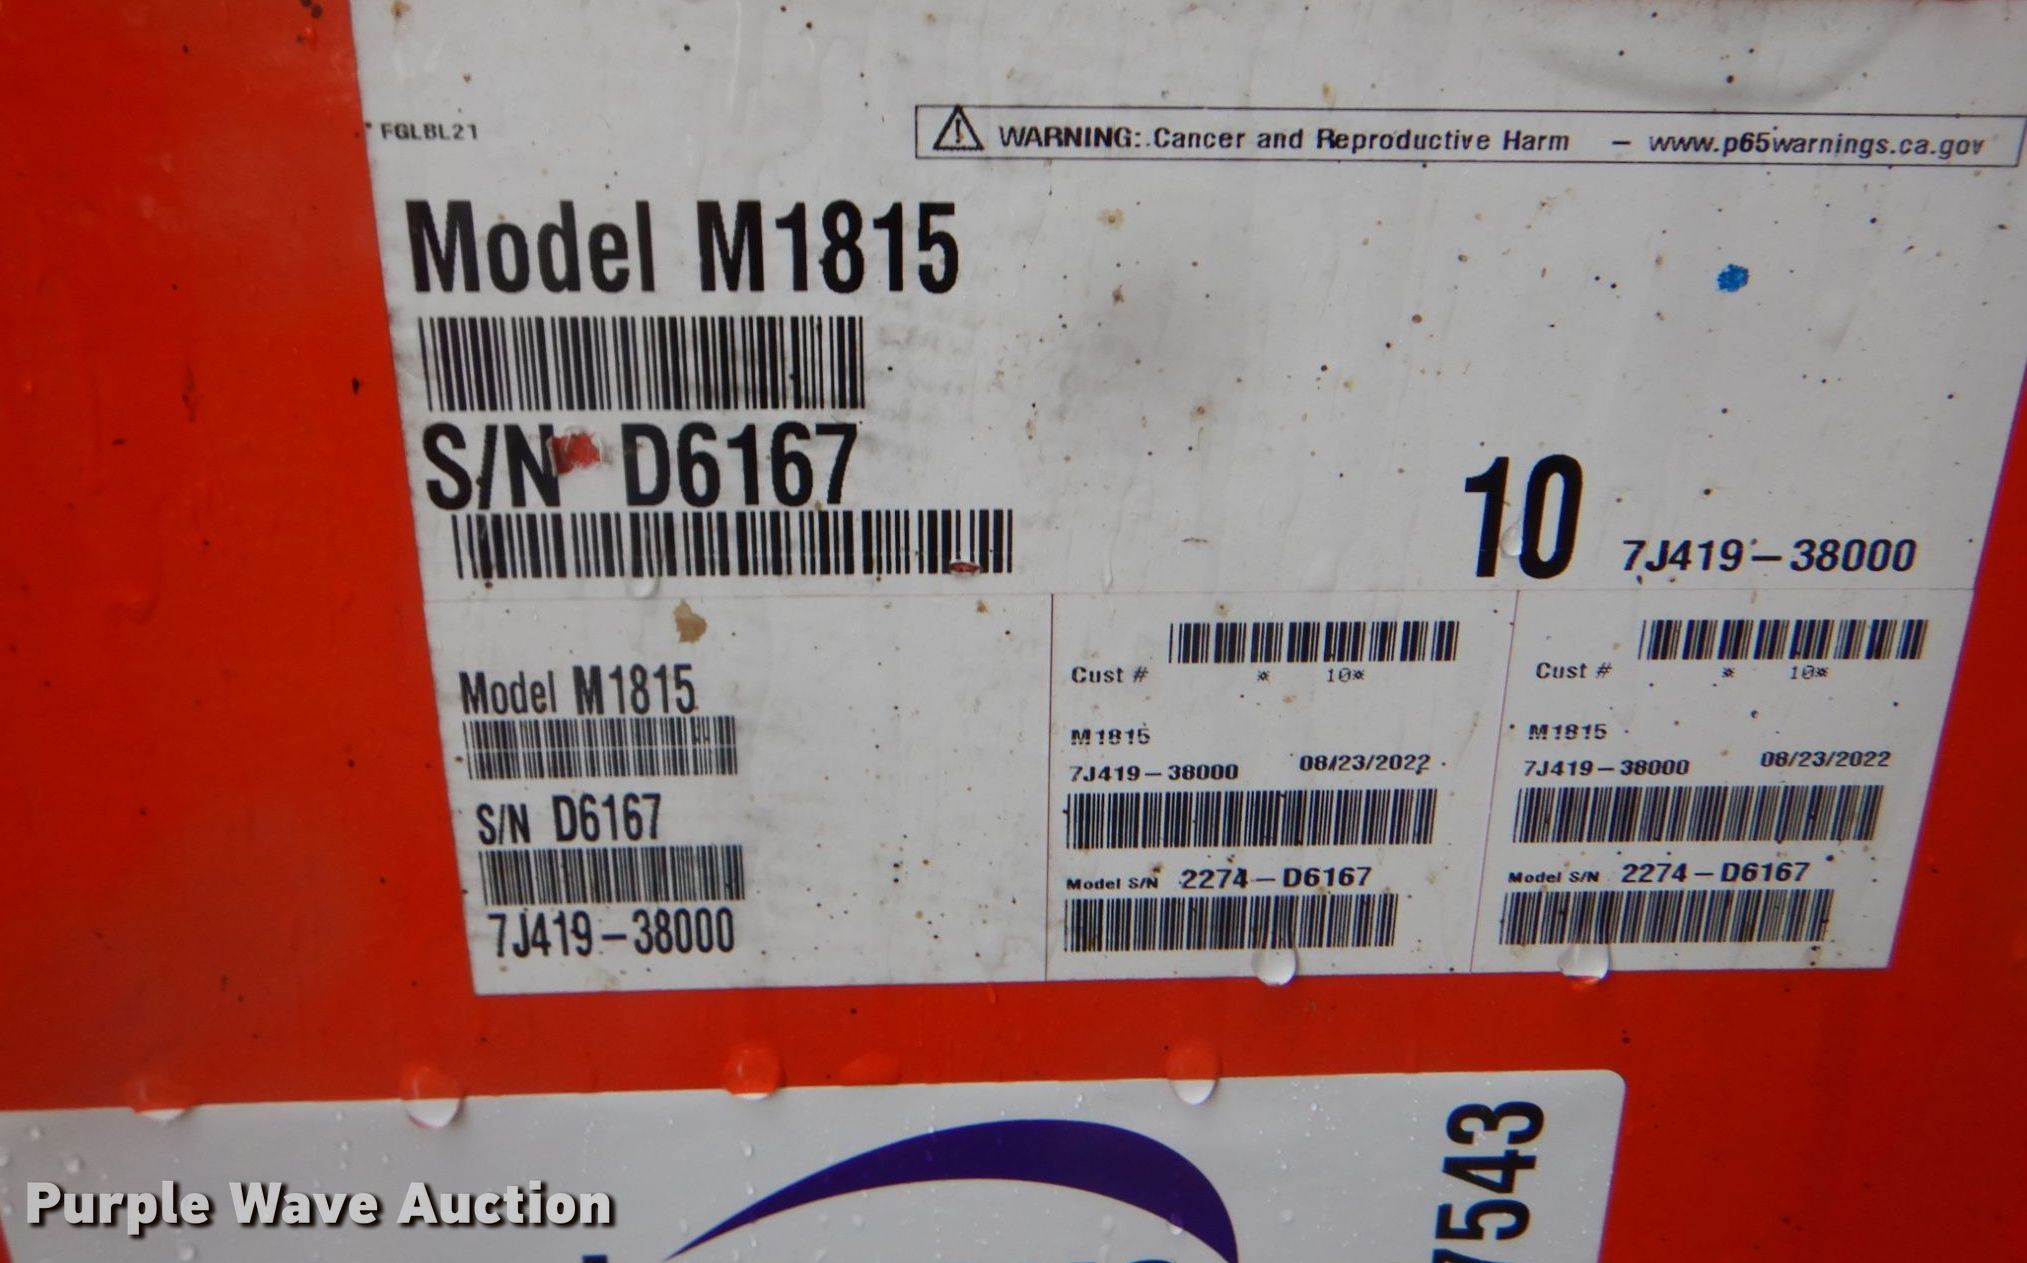 FGLBL21
WARNING: Cancer and Reproductive Harm – www.p65warnings.ca.gov
Model M1815
S/N D6167
10 7J419–38000
Model M1815
S/N D6167
7J419–38000
Cust #
* 10*
M1815
7J419–38000 08/23/2022
Model S/N 2274–D6167
Cust #
* 10*
M1815
7J419–38000 08/23/2022
Model S/N 2274–D6167
7543
Purple Wave Auction